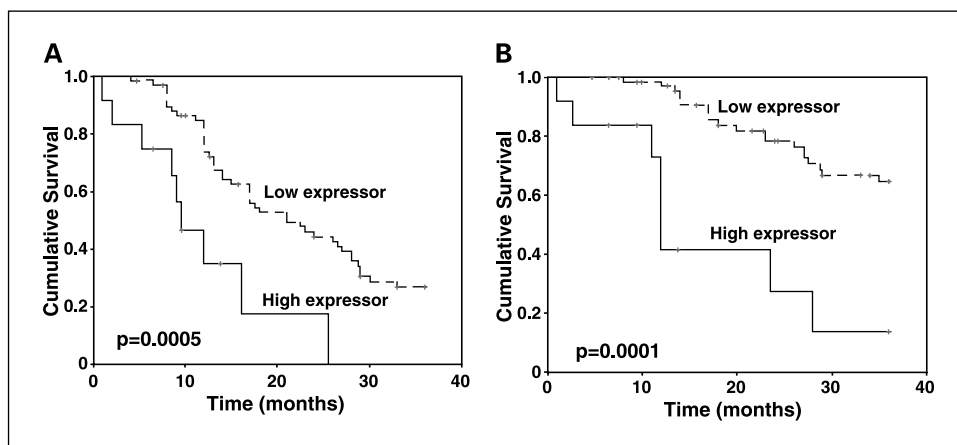 A
Cumulative Survival
1.0
0.8
0.6
0.4
0.2
0
Low expressor
High expressor
p=0.0005
0
10
20
30
40
Time (months)
B
Cumulative Survival
1.0
0.8
0.6
0.4
0.2
0
Low expressor
High expressor
p=0.0001
0
10
20
30
40
Time (months)